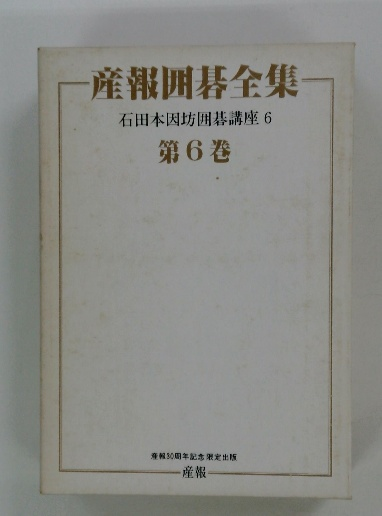 産報囲碁全集
石田本因坊囲碁講座6
第6巻
産報30周年記念限定出版
産報